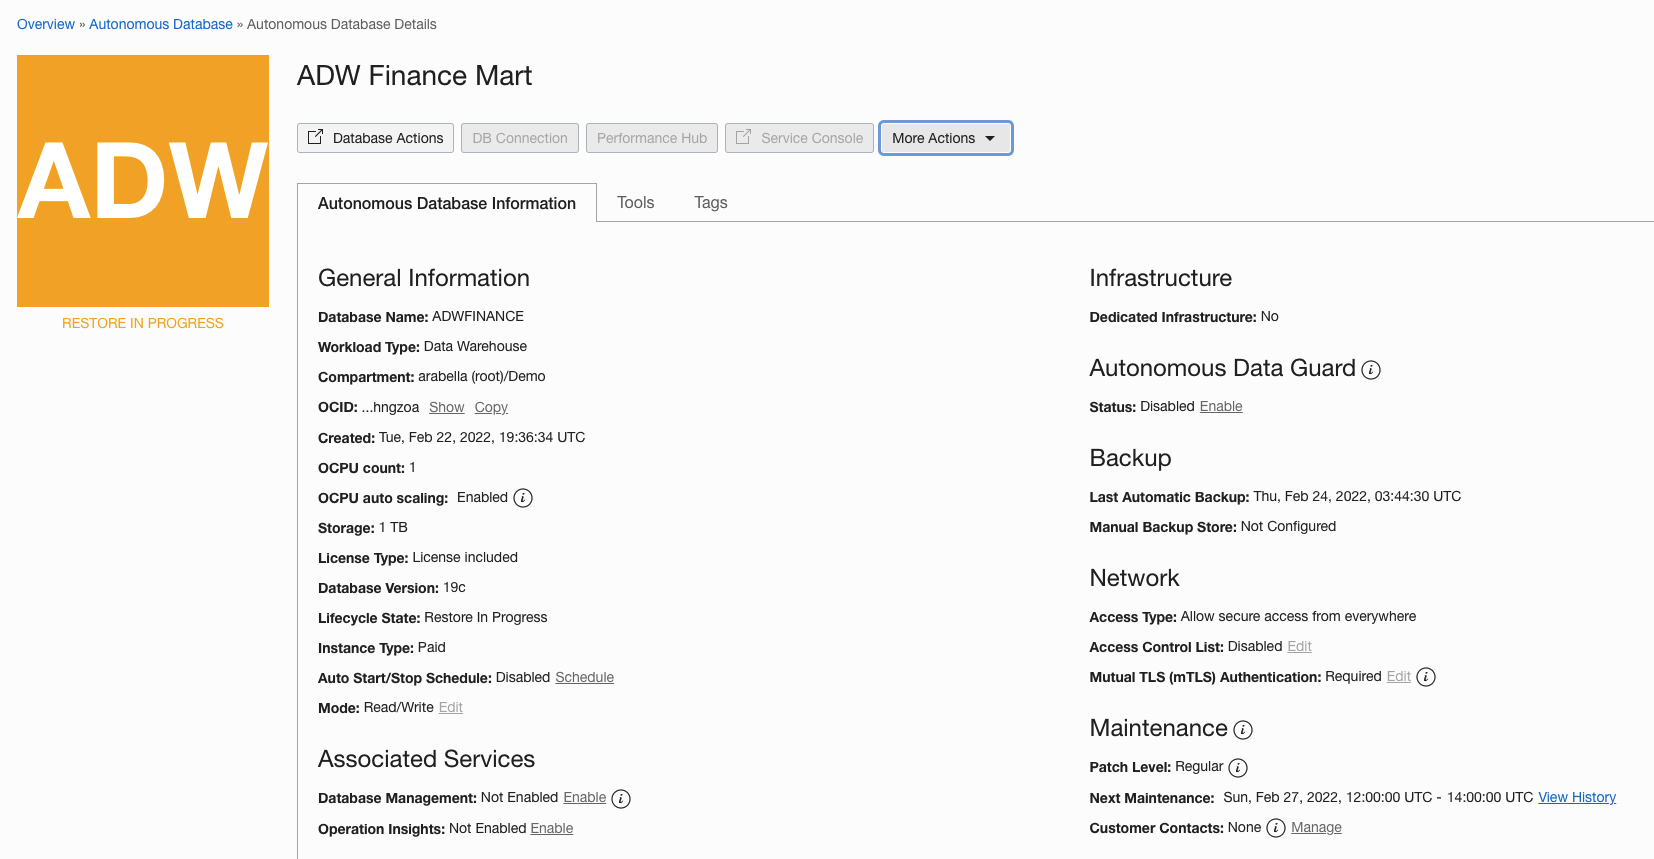 Overview » Autonomous Database » Autonomous Database Details
ADW
RESTORE IN PROGRESS
ADW Finance Mart
Database Actions
DB Connection
Performance Hub
Service Console
More Actions
Autonomous Database Information
Tools
Tags
General Information
Database Name: ADWFINANCE
Workload Type: Data Warehouse
Compartment: arabella (root)/Demo
OCID: ...hngzoa Show Copy
Created: Tue, Feb 22, 2022, 19:36:34 UTC
OCPU count: 1
OCPU auto scaling: Enabled i
Storage: 1 TB
License Type: License included
Database Version: 19c
Lifecycle State: Restore In Progress
Instance Type: Paid
Auto Start/Stop Schedule: Disabled Schedule
Mode: Read/Write Edit
Associated Services
Database Management: Not Enabled Enable i
Operation Insights: Not Enabled Enable
Infrastructure
Dedicated Infrastructure: No
Autonomous Data Guard i
Status: Disabled Enable
Backup
Last Automatic Backup: Thu, Feb 24, 2022, 03:44:30 UTC
Manual Backup Store: Not Configured
Network
Access Type: Allow secure access from everywhere
Access Control List: Disabled Edit
Mutual TLS (mTLS) Authentication: Required Edit i
Maintenance i
Patch Level: Regular i
Next Maintenance: Sun, Feb 27, 2022, 12:00:00 UTC - 14:00:00 UTC View History
Customer Contacts: None i Manage